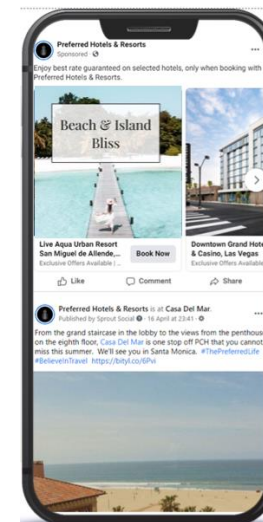 Preferred Hotels & Resorts
Sponsored ·
Enjoy best rate guaranteed on selected hotels, only when booking with
Preferred Hotels & Resorts.
Beach & Island
Bliss
Live Aqua Urban Resort
San Miguel de Allende,...
Exclusive Offers Available |...
Book Now
Downtown Grand Hote
& Casino, Las Vegas
Exclusive Offers Available
Like
Comment
Share
Preferred Hotels & Resorts is at Casa Del Mar.
Published by Sprout Social · 16 April at 23:41 ·
From the grand staircase in the lobby to the views from the penthous
on the eighth floor, Casa Del Mar is one stop off PCH that you cannot
miss this summer. We'll see you in Santa Monica. #ThePreferredLife
#BelieveInTravel https://bityl.co/6Pvi